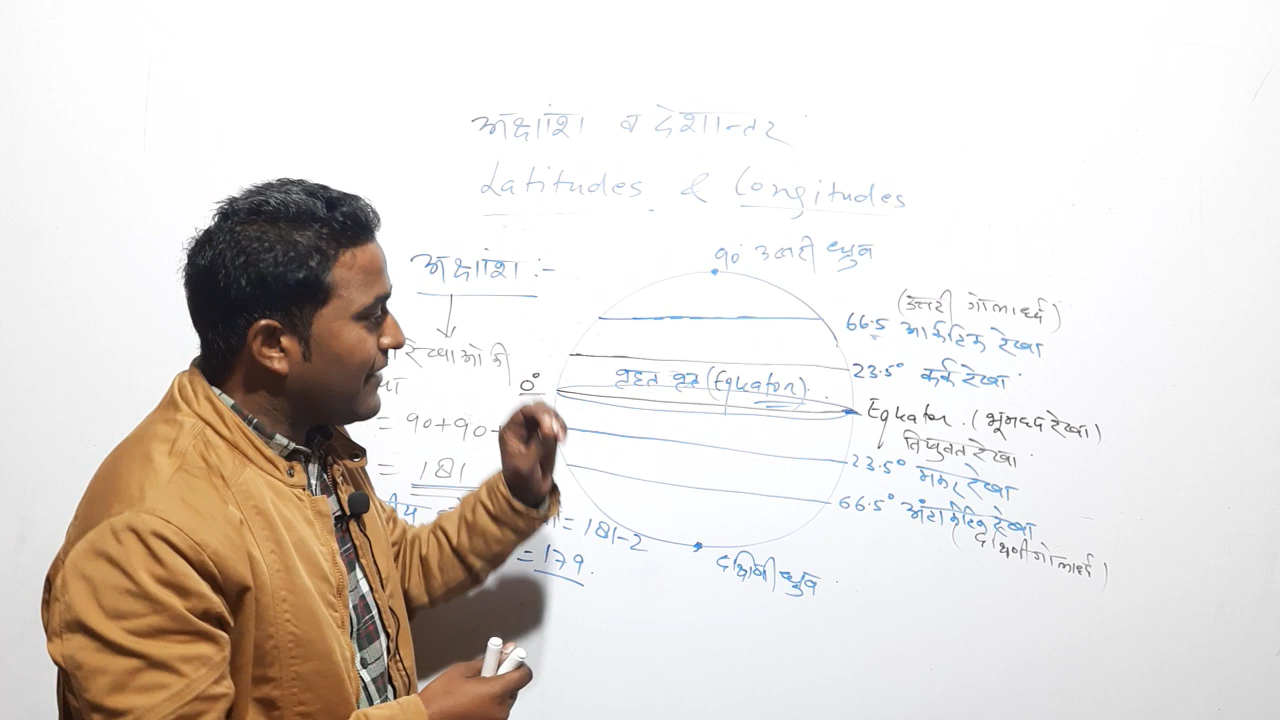 अक्षांश व देशान्तर
Latitudes & Longitudes
अक्षांश :-
रेखाओ की
= 90+90+
= 181
= 181-2
= 179.
90° उत्तरी ध्रुव
(उत्तरी गोलार्ध)
66.5 आर्कटिक रेखा
23.5° कर्क रेखा
0°
वृहत वृत (Equator)
Equator. (भूमध्य रेखा)
विषुवत रेखा
23.5° मकर रेखा
66.5° अंटार्कटिक रेखा
(दक्षिणी गोलार्ध)
दक्षिणी ध्रुव